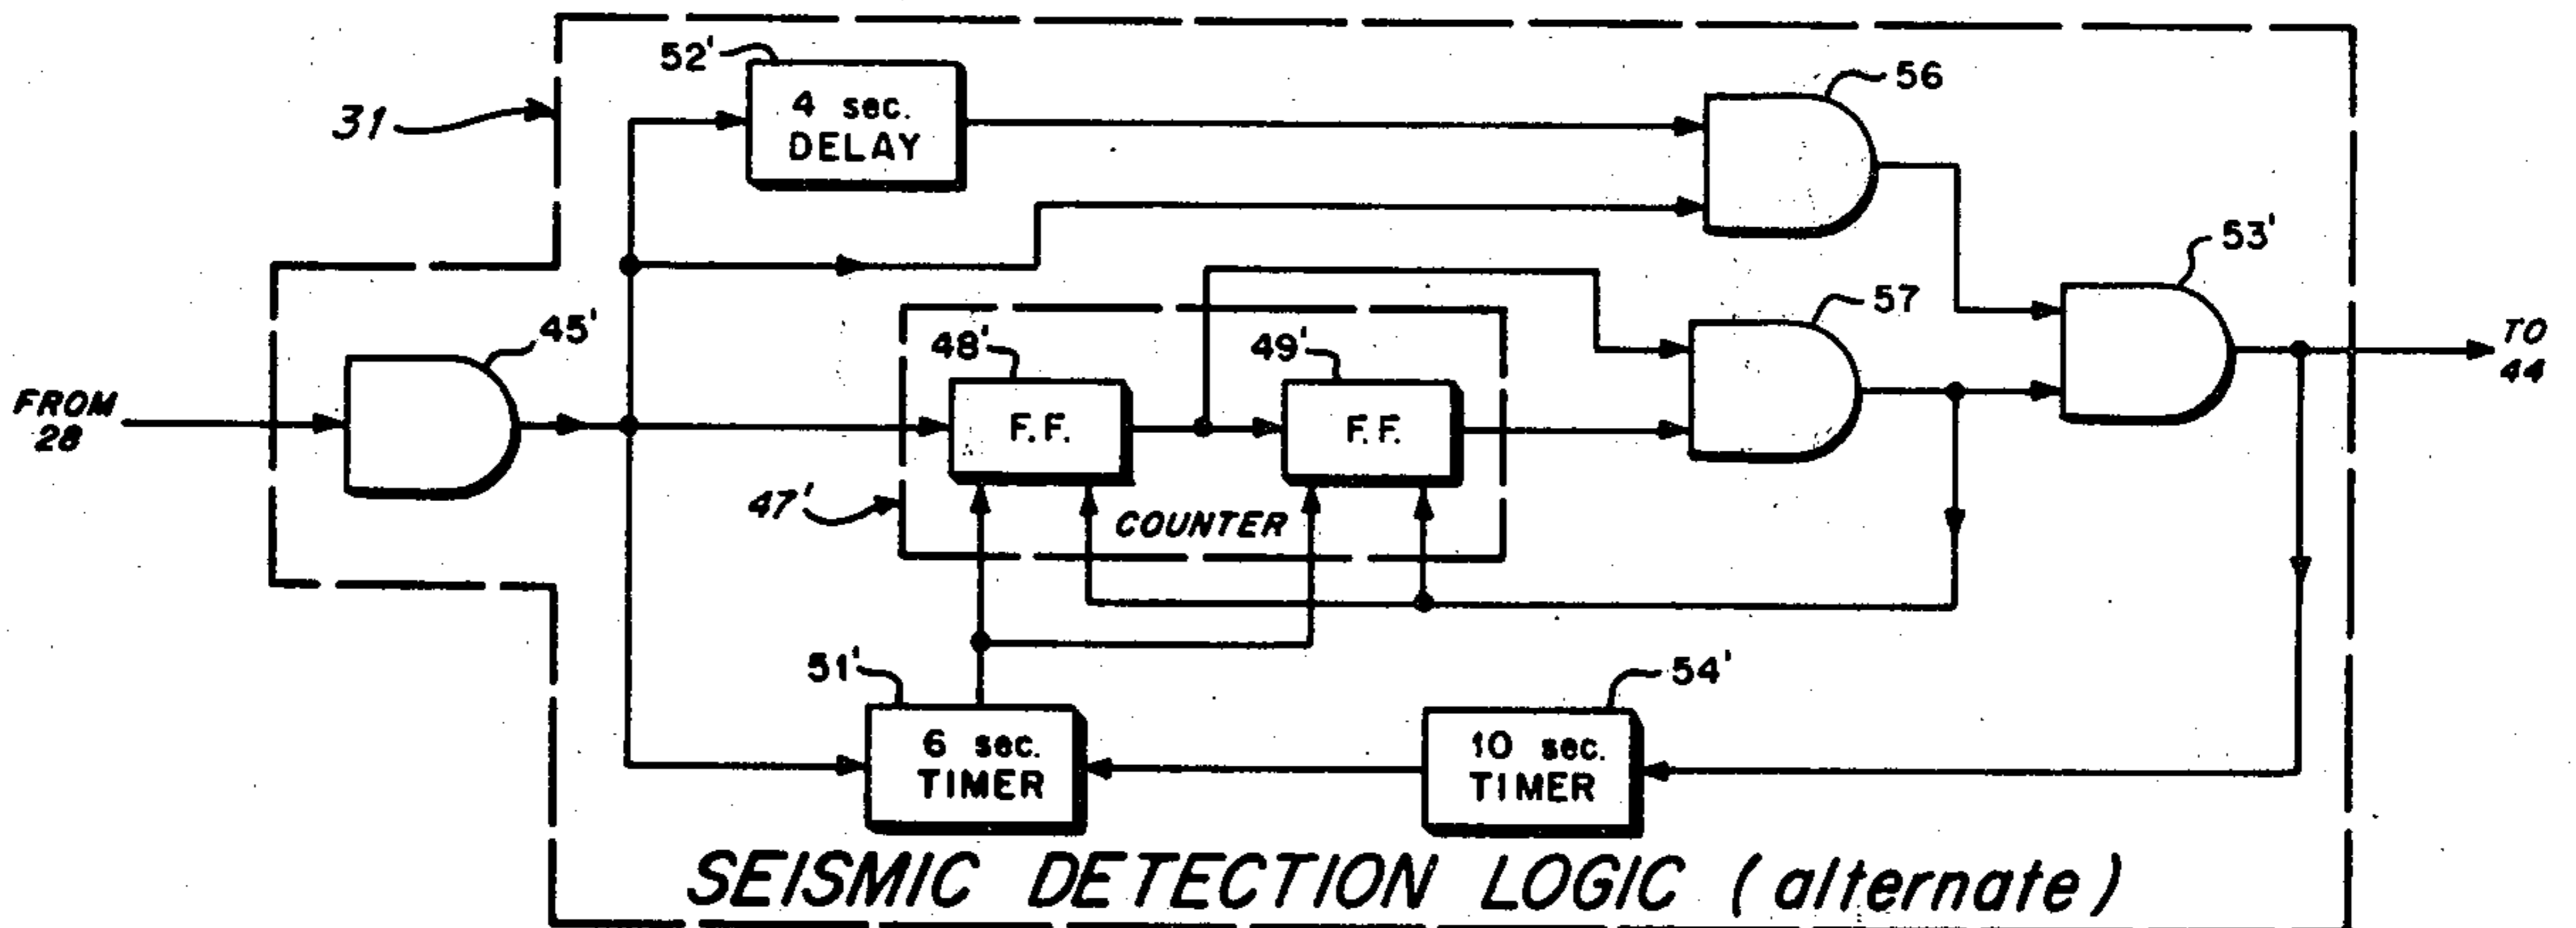 52'
4 sec.
DELAY
56
31
53'
45'
57
48'
49'
TO
44
FROM
28
F.F.
F.F.
47'
COUNTER
51'
54'
6 sec.
TIMER
10 sec.
TIMER
SEISMIC DETECTION LOGIC (alternate)